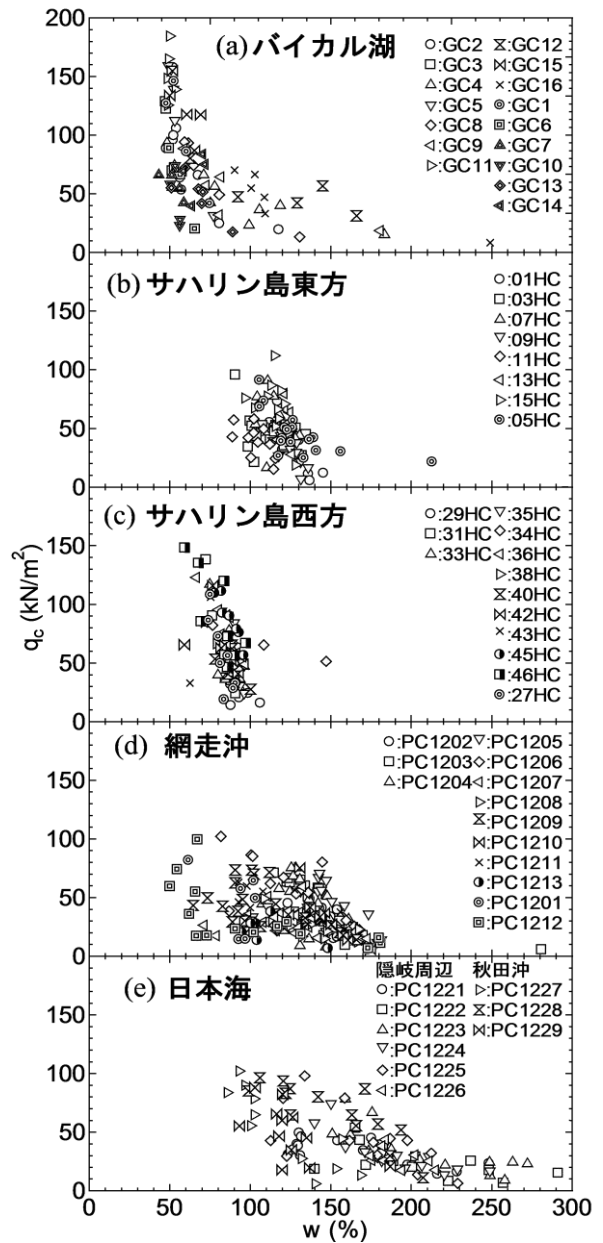 200
(a) バイカル湖
:GC2 :GC12
:GC3 :GC15
:GC4 :GC16
:GC5 :GC1
:GC8 :GC6
:GC9 :GC7
:GC11 :GC10
:GC13
:GC14
150
100
50
0
(b) サハリン島東方
:01HC
:03HC
:07HC
:09HC
:11HC
:13HC
:15HC
:05HC
150
100
50
0
(c) サハリン島西方
:29HC :35HC
:31HC :34HC
:33HC :36HC
:38HC
:40HC
:42HC
:43HC
:45HC
:46HC
:27HC
150
100
50
0
qc (kN/m2)
(d) 網走沖
:PC1202 :PC1205
:PC1203 :PC1206
:PC1204 :PC1207
:PC1208
:PC1209
:PC1210
:PC1211
:PC1213
:PC1201
:PC1212
150
100
50
0
(e) 日本海
隠岐周辺 秋田沖
:PC1221 :PC1227
:PC1222 :PC1228
:PC1223 :PC1229
:PC1224
:PC1225
:PC1226
150
100
50
0
0 50 100 150 200 250 300
w (%)